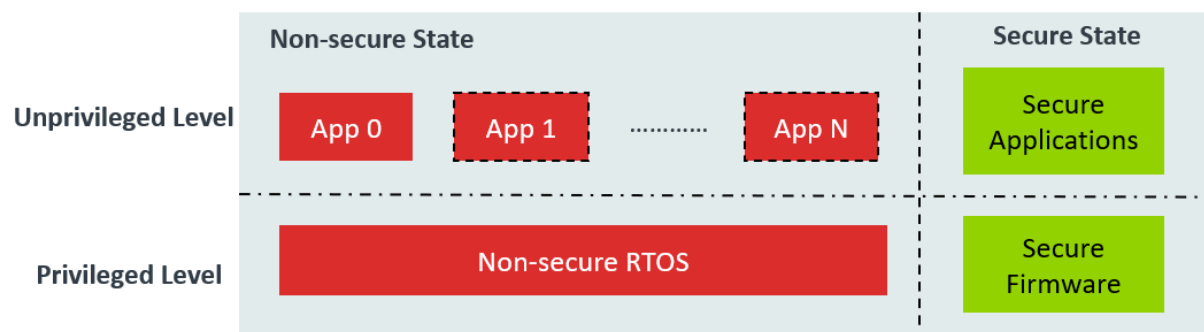 Non-secure State
Secure State
Unprivileged Level
App 0
App 1
............
App N
Secure
Applications
Privileged Level
Non-secure RTOS
Secure
Firmware